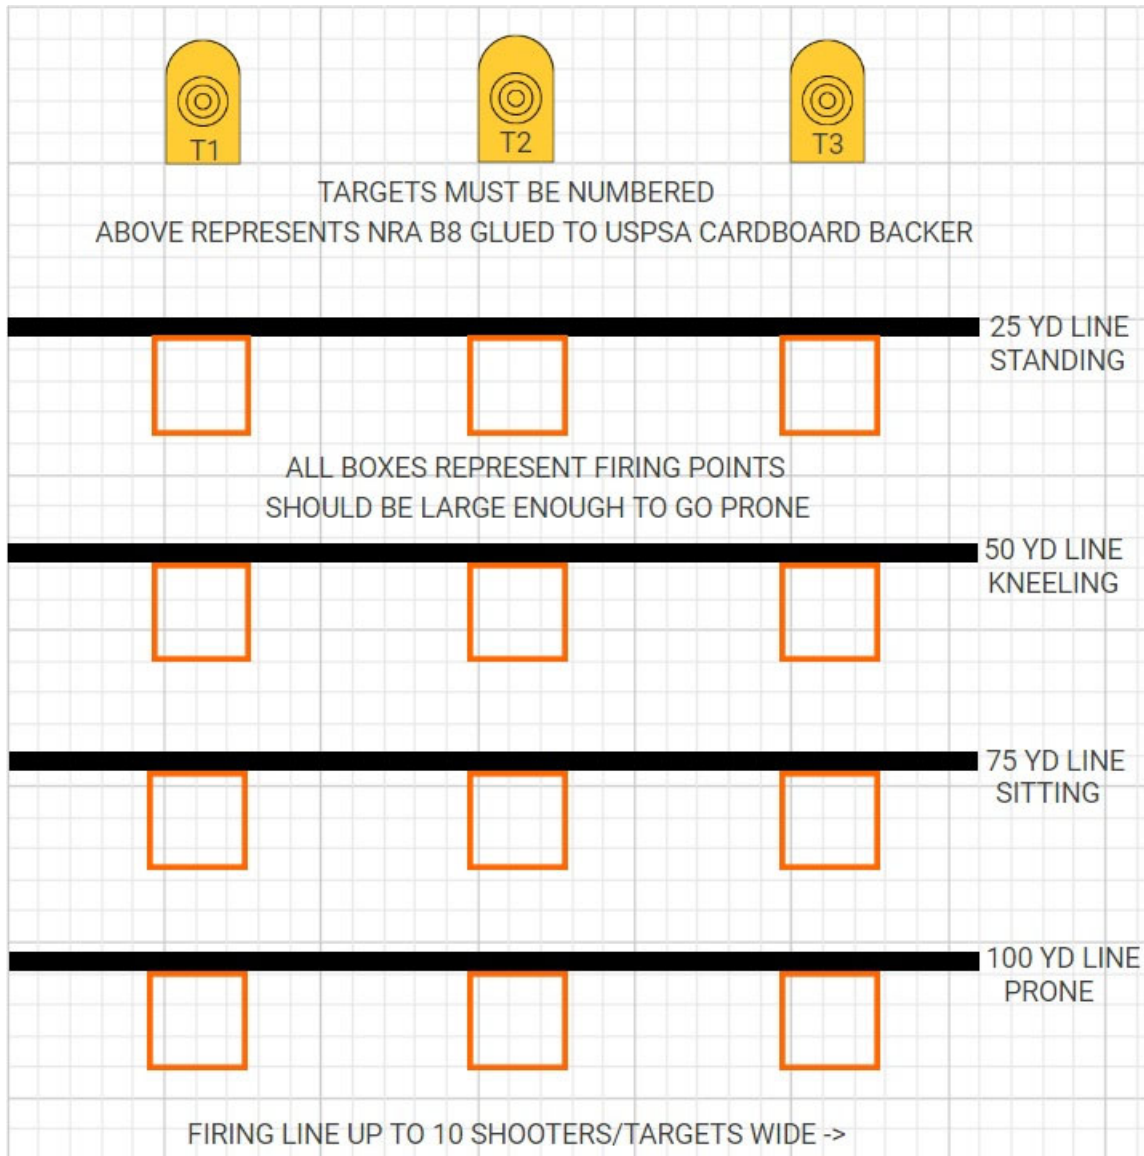 T1
T2
T3
TARGETS MUST BE NUMBERED
ABOVE REPRESENTS NRA B8 GLUED TO USPSA CARDBOARD BACKER
25 YD LINE
STANDING
ALL BOXES REPRESENT FIRING POINTS
SHOULD BE LARGE ENOUGH TO GO PRONE
50 YD LINE
KNEELING
75 YD LINE
SITTING
100 YD LINE
PRONE
FIRING LINE UP TO 10 SHOOTERS/TARGETS WIDE ->